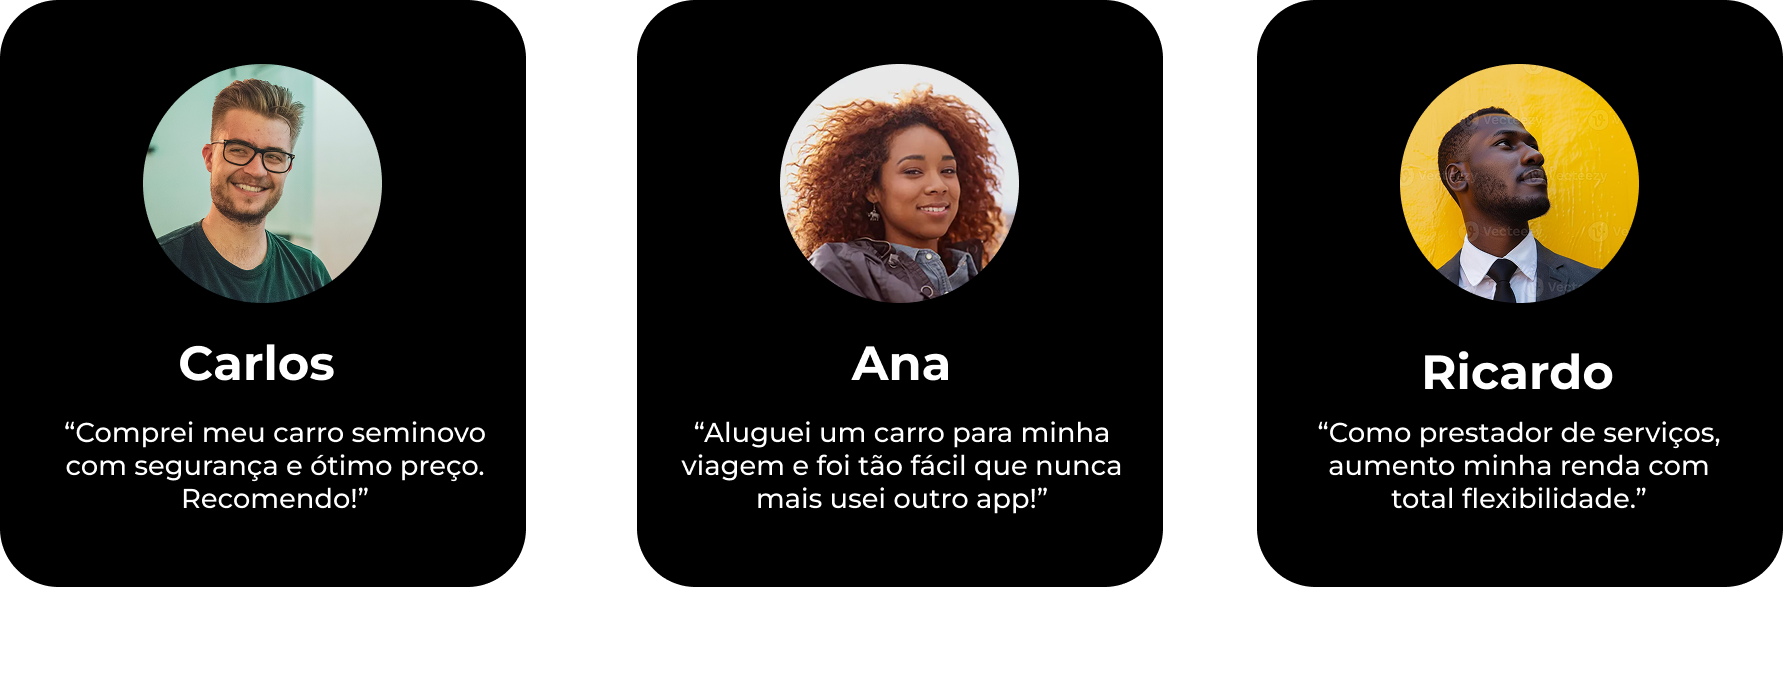 Carlos
“Comprei meu carro seminovo
com segurança e ótimo preço.
Recomendo!”
Ana
“Aluguei um carro para minha
viagem e foi tão fácil que nunca
mais usei outro app!”
Ricardo
“Como prestador de serviços,
aumento minha renda com
total flexibilidade.”